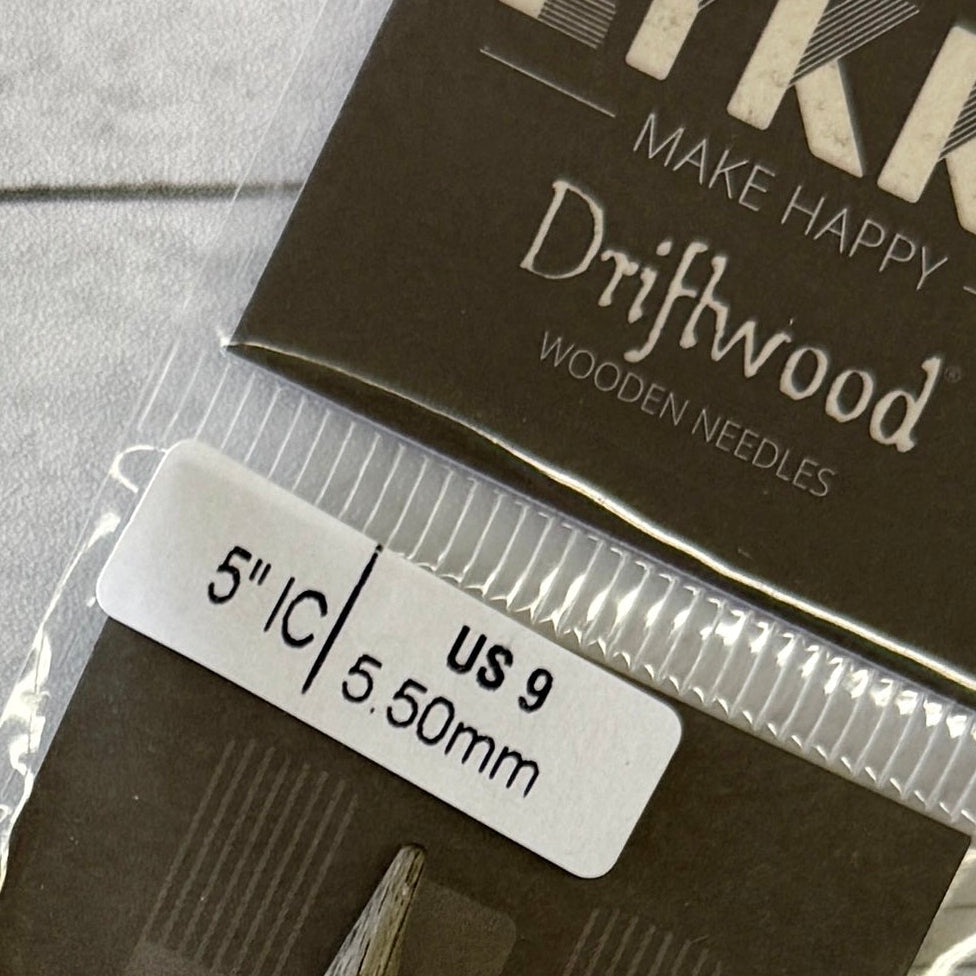 MAKE HAPPY
Driftwood®
WOODEN NEEDLES
5" IC
US 9
5.50mm